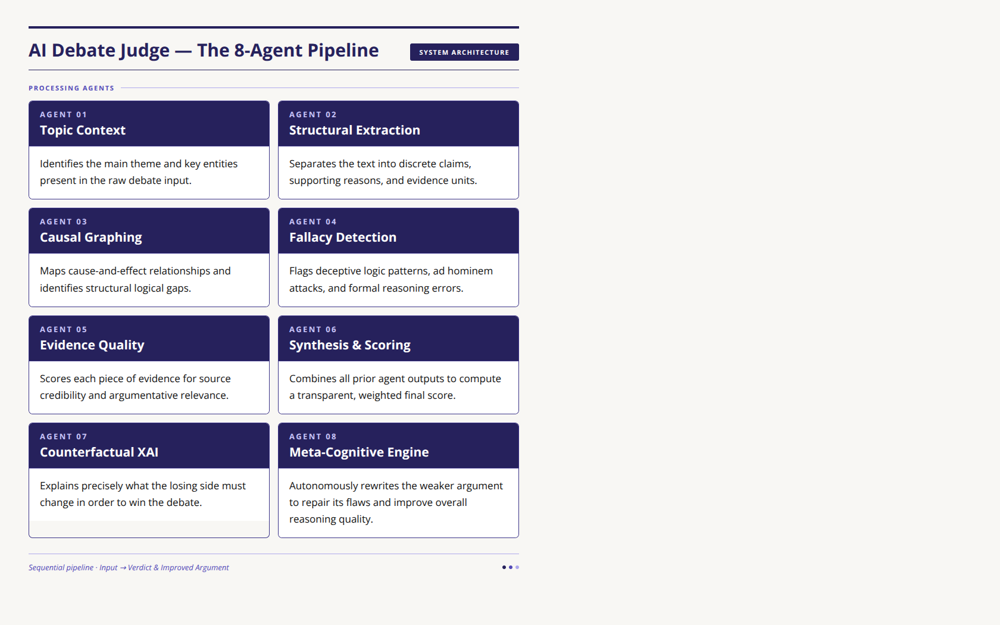 AI Debate Judge — The 8-Agent Pipeline
SYSTEM ARCHITECTURE
PROCESSING AGENTS
AGENT 01
Topic Context
Identifies the main theme and key entities
present in the raw debate input.
AGENT 02
Structural Extraction
Separates the text into discrete claims,
supporting reasons, and evidence units.
AGENT 03
Causal Graphing
Maps cause-and-effect relationships and
identifies structural logical gaps.
AGENT 04
Fallacy Detection
Flags deceptive logic patterns, ad hominem
attacks, and formal reasoning errors.
AGENT 05
Evidence Quality
Scores each piece of evidence for source
credibility and argumentative relevance.
AGENT 06
Synthesis & Scoring
Combines all prior agent outputs to compute
a transparent, weighted final score.
AGENT 07
Counterfactual XAI
Explains precisely what the losing side must
change in order to win the debate.
AGENT 08
Meta-Cognitive Engine
Autonomously rewrites the weaker argument
to repair its flaws and improve overall
reasoning quality.
Sequential pipeline · Input → Verdict & Improved Argument